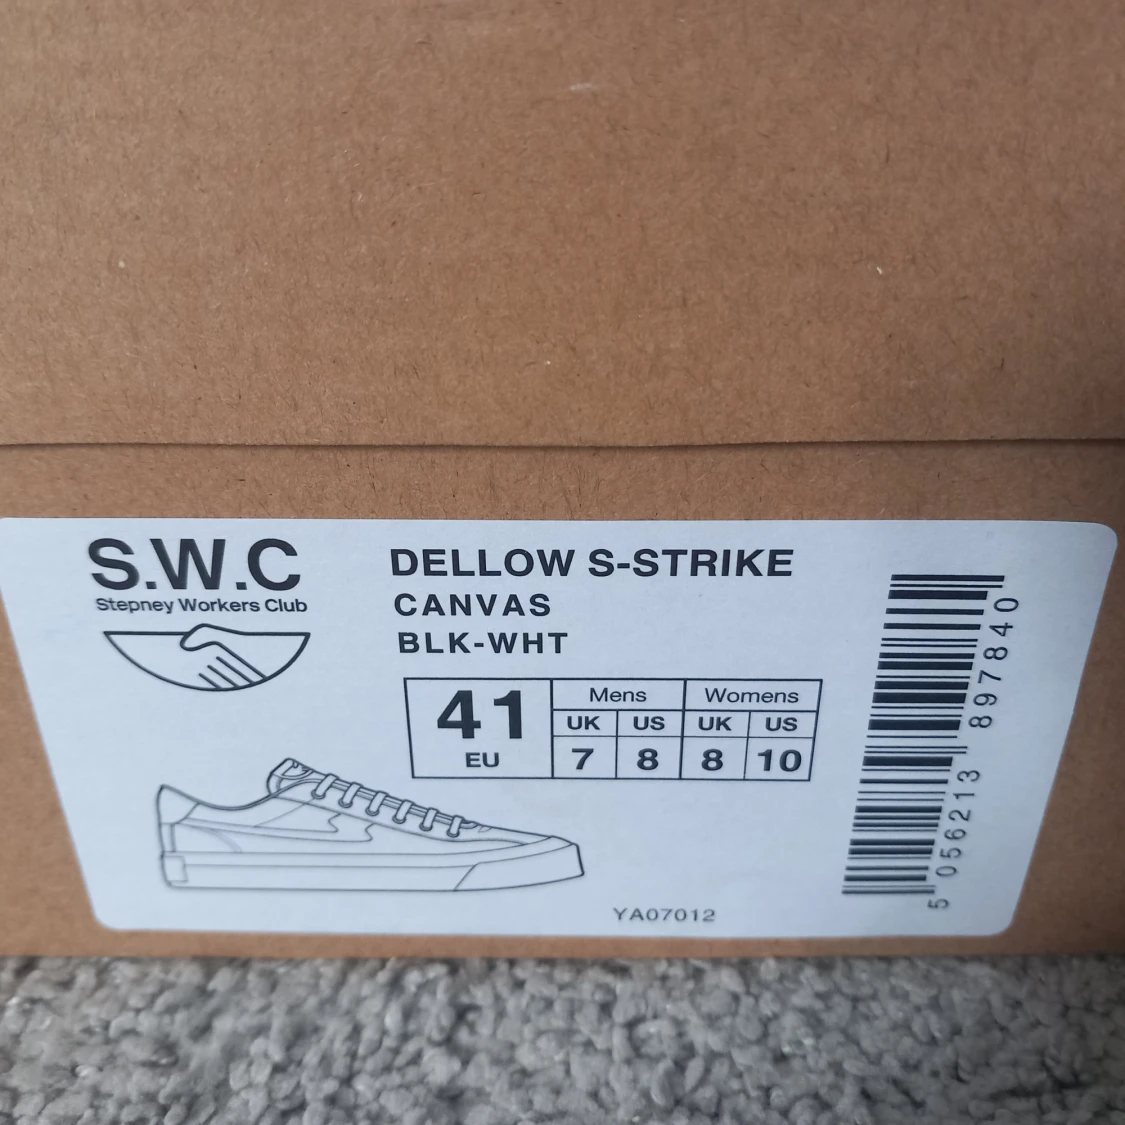 S.W.C
Stepney Workers Club
DELLOW S-STRIKE
CANVAS
BLK-WHT
41
EU
Mens
Womens
UK
US
UK
US
7
8
8
10
YA07012
5 056213 897840